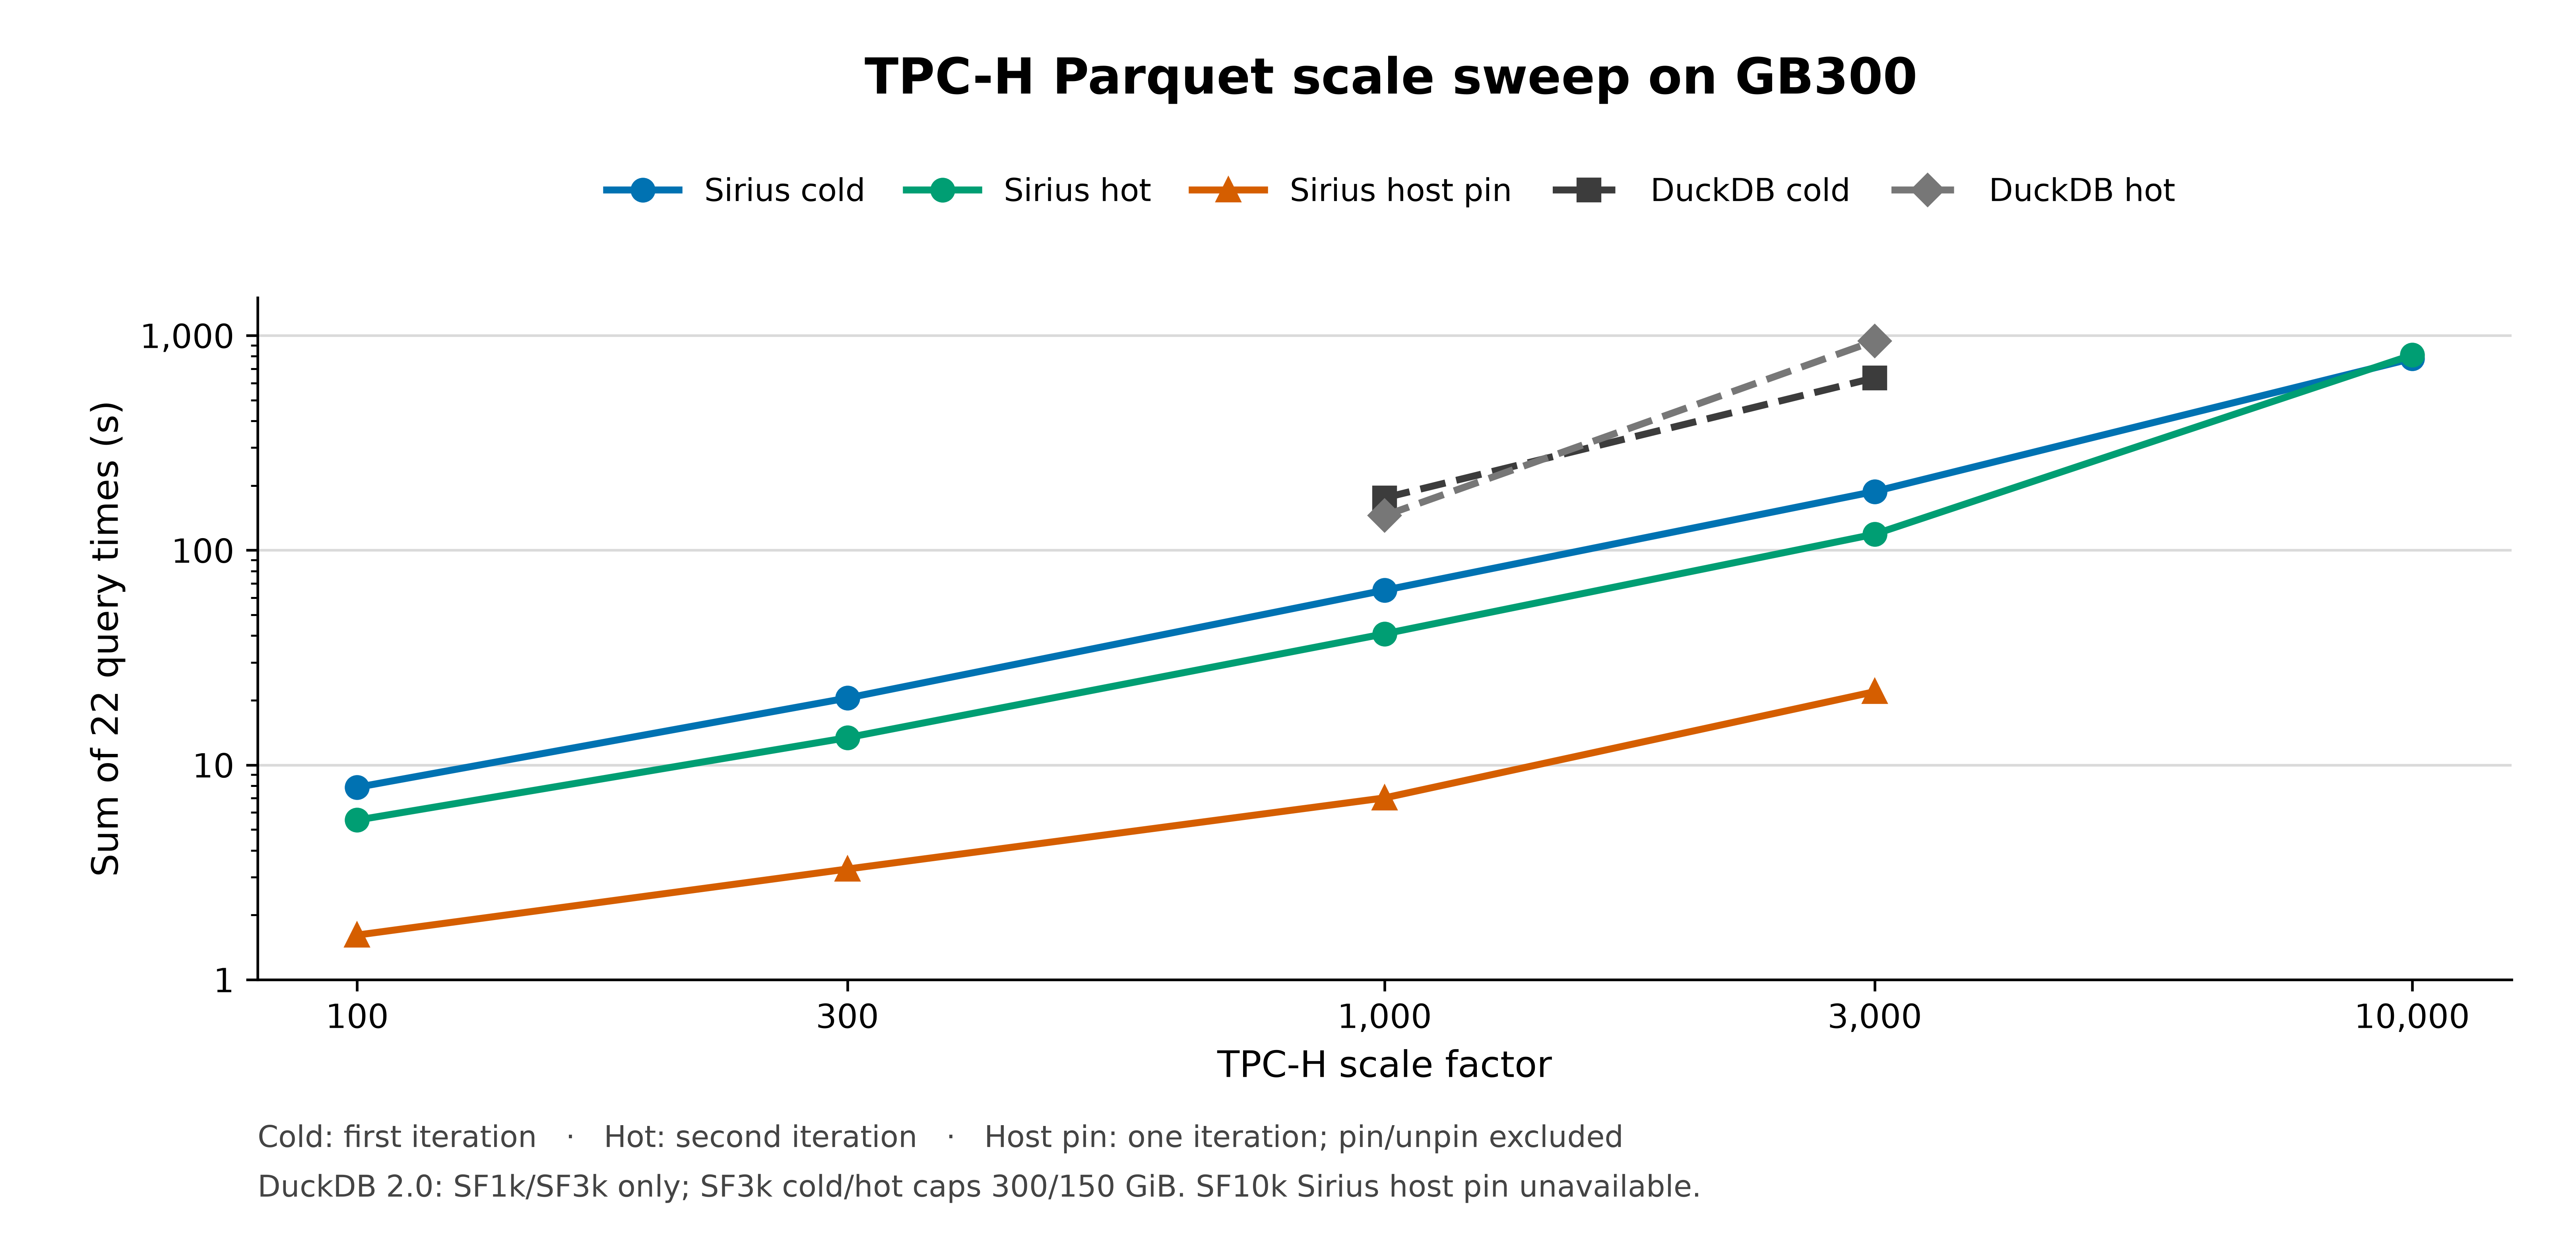 TPC-H Parquet scale sweep on GB300
Sirius cold Sirius hot Sirius host pin DuckDB cold DuckDB hot
Sum of 22 query times (s)
1,000
100
10
1
100 300 1,000 3,000 10,000
TPC-H scale factor
Cold: first iteration · Hot: second iteration · Host pin: one iteration; pin/unpin excluded
DuckDB 2.0: SF1k/SF3k only; SF3k cold/hot caps 300/150 GiB. SF10k Sirius host pin unavailable.